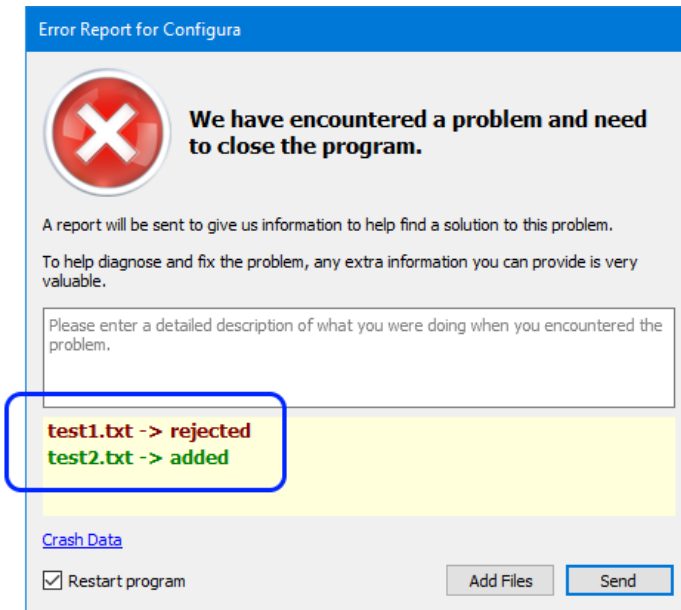 Error Report for Configura
We have encountered a problem and need
to close the program.
A report will be sent to give us information to help find a solution to this problem.
To help diagnose and fix the problem, any extra information you can provide is very
valuable.
Please enter a detailed description of what you were doing when you encountered the
problem.
test1.txt -> rejected
test2.txt -> added
Crash Data
Restart program
Add Files
Send